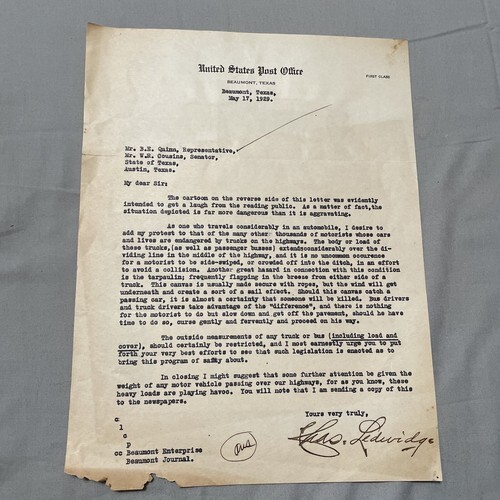 United States Post Office
BEAUMONT, TEXAS
FIRST CLASS
Beaumont, Texas,
May 17, 1929.
Mr. B.E. Quinn, Representative,
Mr. W.E. Cousins, Senator,
State of Texas,
Austin, Texas.
My dear Sir:
The cartoon on the reverse side of this letter was evidently
intended to get a laugh from the reading public. As a matter of fact, the
situation depicted is far more dangerous than it is aggravating.
As one who travels considerably in an automobile, I desire to
add my protest to that of the many other thousands of motorists whose cars
and lives are endangered by trucks on the highways. The body or load of
these trucks, (as well as passenger busses) extend considerably over the di-
viding line in the middle of the highway, and it is no uncommon occurence
for a motorist to be side-swiped, or crowded off into the ditch, in an effort
to avoid a collision. Another great hazard in connection with this condition
is the tarpaulin; frequently flapping in the breeze from either side of a
truck. This canvas is usually made secure with ropes, but the wind will get
underneath and create a sort of a sail effect. Should this canvas catch a
passing car, it is almost a certainty that someone will be killed. Bus drivers
and truck drivers take advantage of the "difference", and there is nothing
for the motorist to do but slow down and get off the pavement, should he have
time to do so, curse gently and fervently and proceed on his way.
The outside measurements of any truck or bus (including load and
cover), should certainly be restricted, and I most earnestly urge you to put
forth your very best efforts to see that such legislation is enacted as to
bring this program of safety about.
In closing I might suggest that some further attention be given the
weight of any motor vehicle passing over our highways, for as you know, these
heavy loads are playing havoc. You will note that I am sending a copy of this
to the newspapers.
Yours very truly,
Chas. Ledwidge
c
l
o
p
cc Beaumont Enterprise
Beaumont Journal.